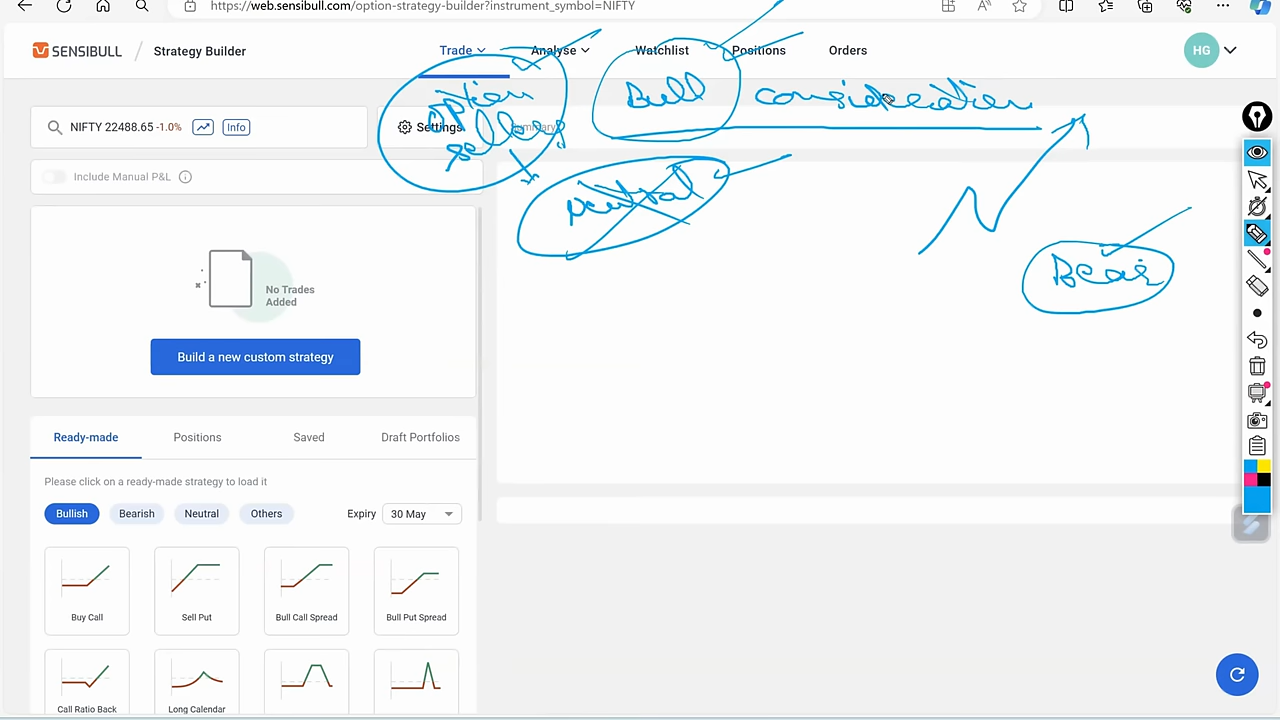 https://web.sensibull.com/option-strategy-builder?instrument_symbol=NIFTY
SENSIBULL / Strategy Builder
Trade Analyse Watchlist Positions Orders
HG
option
sellers
Bull consideration
NIFTY 22488.65 -1.0% Info
Settings
Summary
Neutral
Include Manual P&L
Bear
No Trades
Added
Build a new custom strategy
Ready-made Positions Saved Draft Portfolios
Please click on a ready-made strategy to load it
Bullish Bearish Neutral Others Expiry 30 May
Buy Call Sell Put Bull Call Spread Bull Put Spread
Call Ratio Back Long Calendar